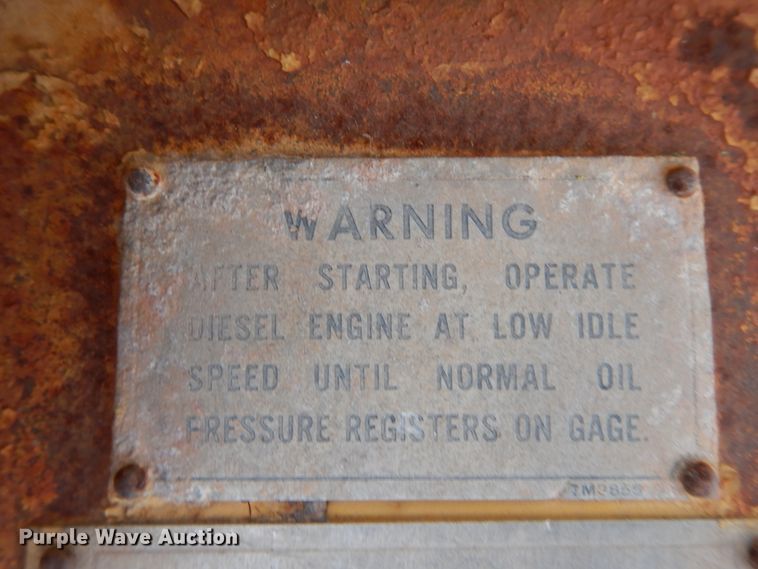 WARNING
AFTER STARTING, OPERATE
DIESEL ENGINE AT LOW IDLE
SPEED UNTIL NORMAL OIL
PRESSURE REGISTERS ON GAGE.
Purple Wave Auction